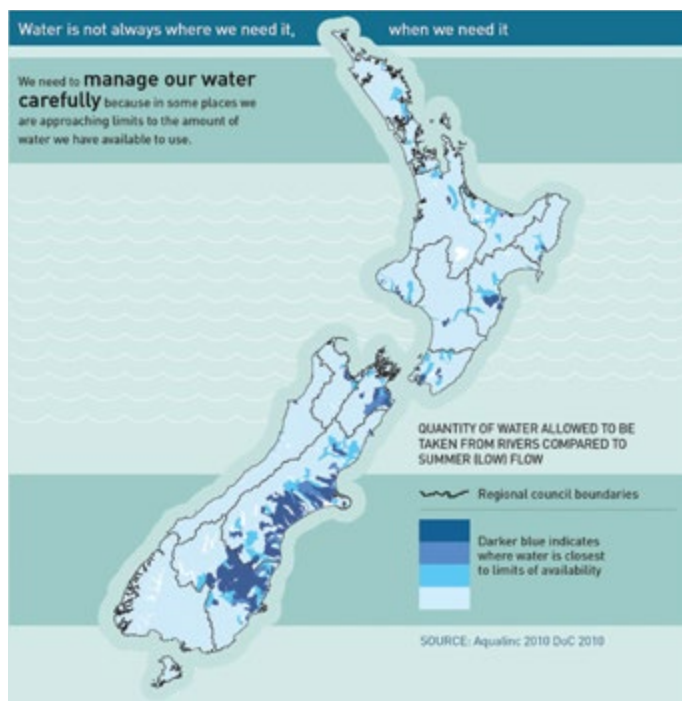 Water is not always where we need it, when we need it
We need to manage our water
carefully because in some places we
are approaching limits to the amount of
water we have available to use.
QUANTITY OF WATER ALLOWED TO BE
TAKEN FROM RIVERS COMPARED TO
SUMMER (LOW) FLOW
Regional council boundaries
Darker blue indicates
where water is closest
to limits of availability
SOURCE: Aqualinc 2010 DoC 2010